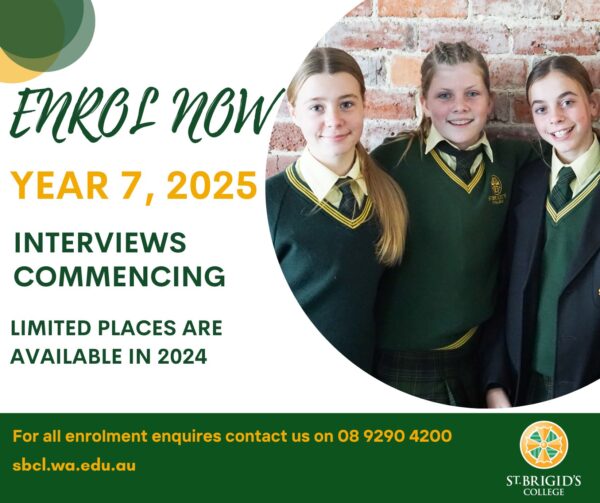 ENROL NOW
YEAR 7, 2025
INTERVIEWS
COMMENCING
LIMITED PLACES ARE
AVAILABLE IN 2024
For all enrolment enquires contact us on 08 9290 4200
sbcl.wa.edu.au
ST. BRIGID'S
COLLEGE